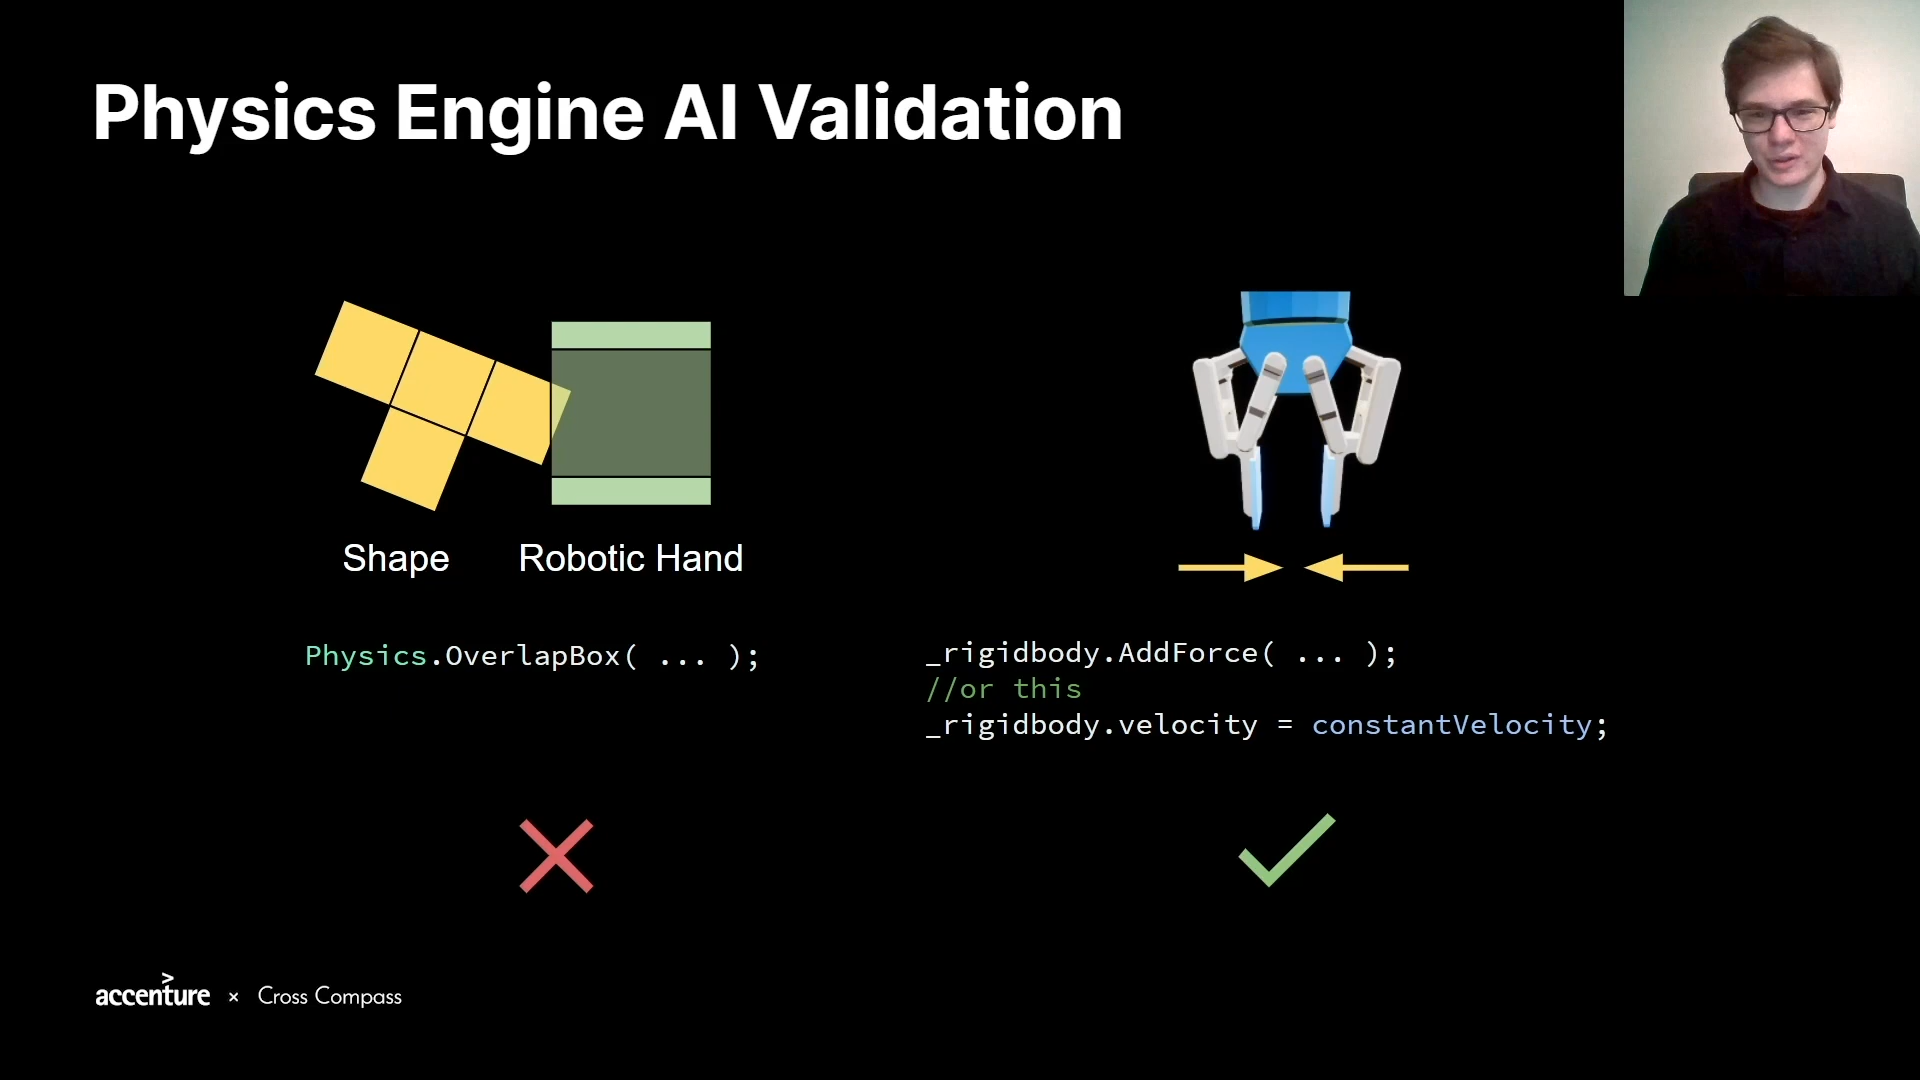 Physics Engine AI Validation
Shape
Robotic Hand
Physics.OverlapBox( ... );
_rigidbody.AddForce( ... );
//or this
_rigidbody.velocity = constantVelocity;
accenture × Cross Compass